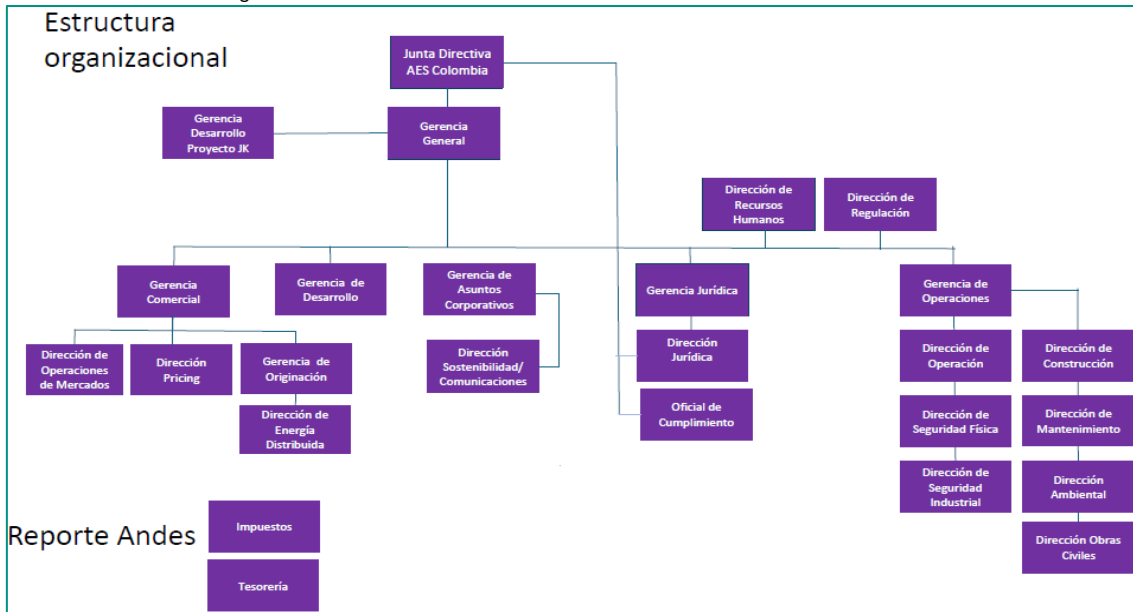 Estructura
organizacional
Junta Directiva
AES Colombia
Gerencia
Desarrollo
Proyecto JK
Gerencia
General
Dirección de
Recursos
Humanos
Dirección de
Regulación
Gerencia
Comercial
Gerencia de
Desarrollo
Gerencia de
Asuntos
Corporativos
Gerencia Jurídica
Gerencia de
Operaciones
Dirección de
Operaciones
de Mercados
Dirección
Pricing
Gerencia de
Originación
Dirección
Sostenibilidad/
Comunicaciones
Dirección
Jurídica
Dirección de
Operación
Dirección de
Construcción
Dirección de
Energía
Distribuida
Oficial de
Cumplimiento
Dirección de
Seguridad Física
Dirección de
Mantenimiento
Dirección de
Seguridad
Industrial
Dirección
Ambiental
Reporte Andes
Impuestos
Tesorería
Dirección Obras
Civiles